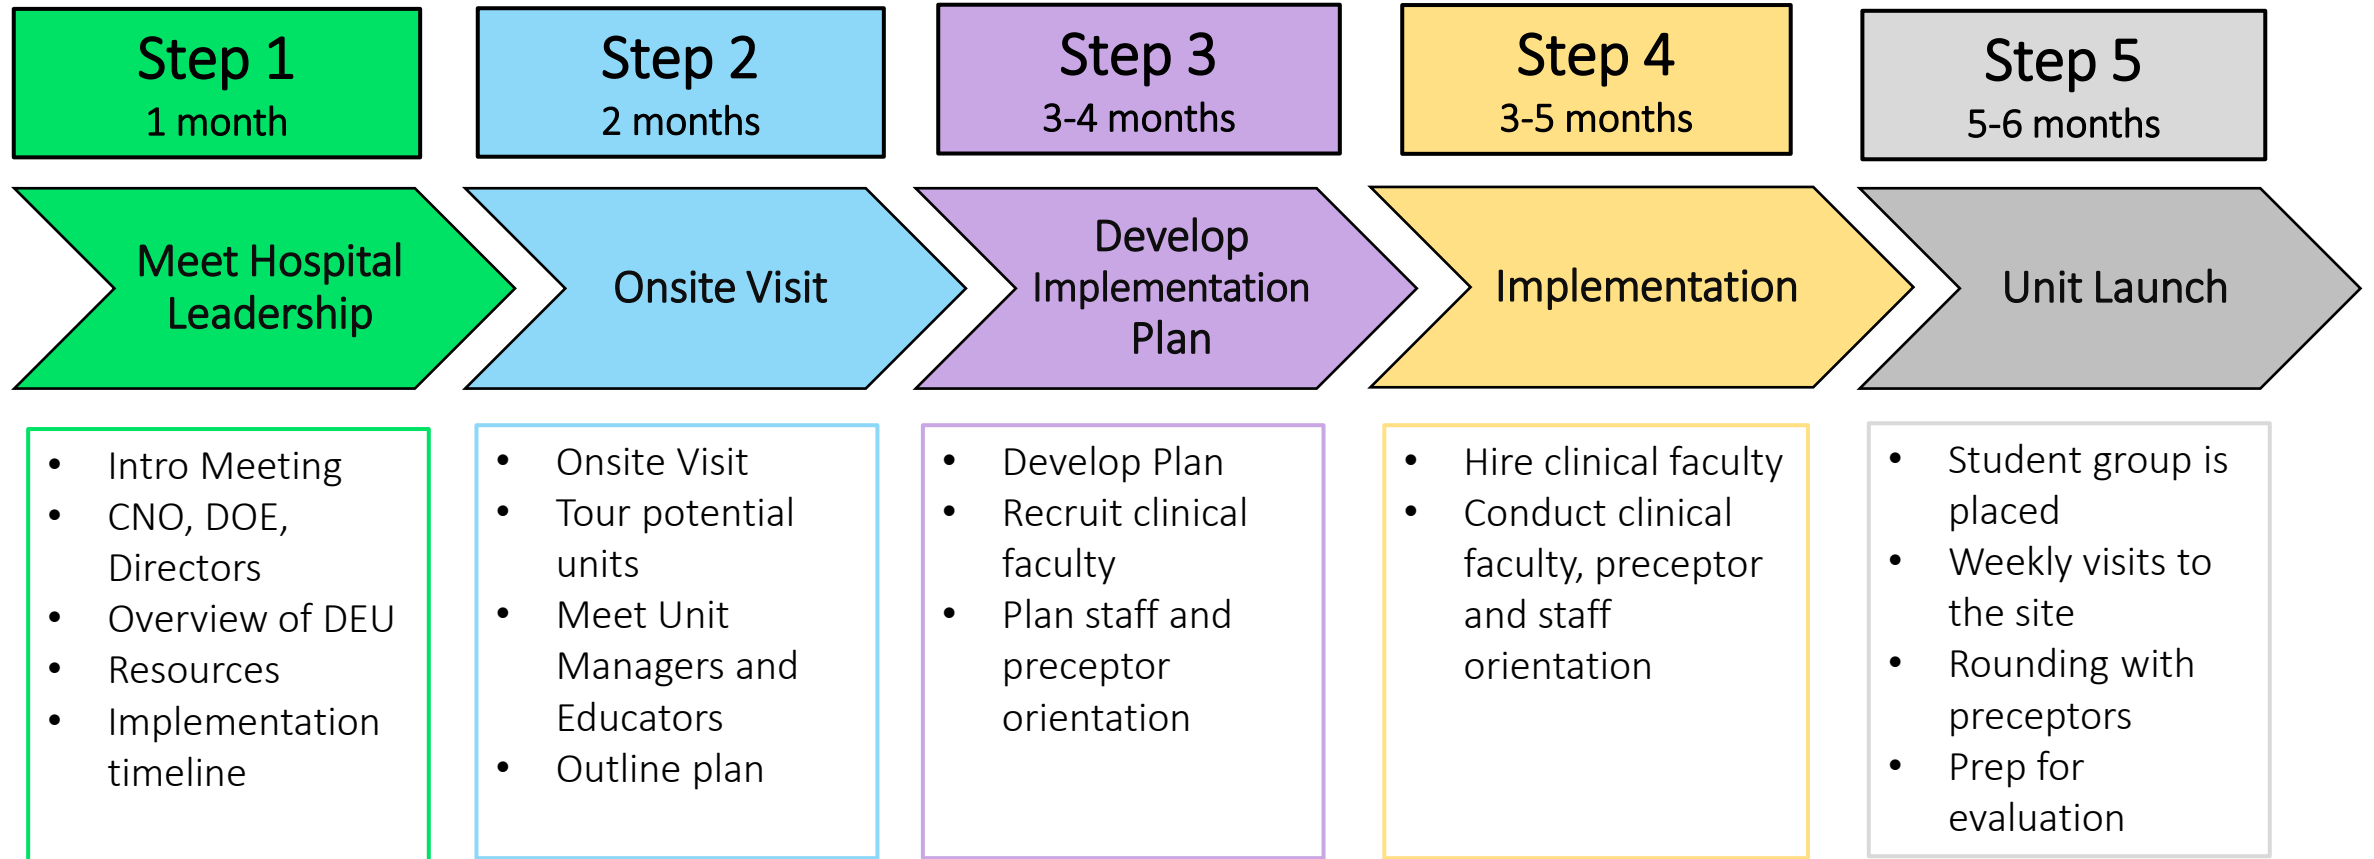 Step 1
1 month
Step 2
2 months
Step 3
3-4 months
Step 4
3-5 months
Step 5
5-6 months
Meet Hospital
Leadership
Onsite Visit
Develop
Implementation
Plan
Implementation
Unit Launch
• Intro Meeting
• CNO, DOE,
Directors
• Overview of DEU
• Resources
• Implementation
timeline
• Onsite Visit
• Tour potential
units
• Meet Unit
Managers and
Educators
• Outline plan
• Develop Plan
• Recruit clinical
faculty
• Plan staff and
preceptor
orientation
• Hire clinical faculty
• Conduct clinical
faculty, preceptor
and staff
orientation
• Student group is
placed
• Weekly visits to
the site
• Rounding with
preceptors
• Prep for
evaluation